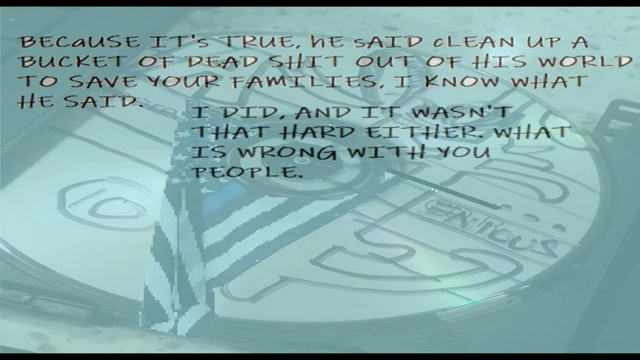 BECAUSE IT's TRUE, hE SAID CLEAN UP A
BUCKET OF DEAD SHIT OUT OF HIS WORLD
TO SAVE YOUR FAMILIES, I KNOW WHAT
HE SAID.
I DID, AND IT WASN'T
THAT HARD EITHER. WHAT
IS WRONG WITH YOU
PEOPLE.
10